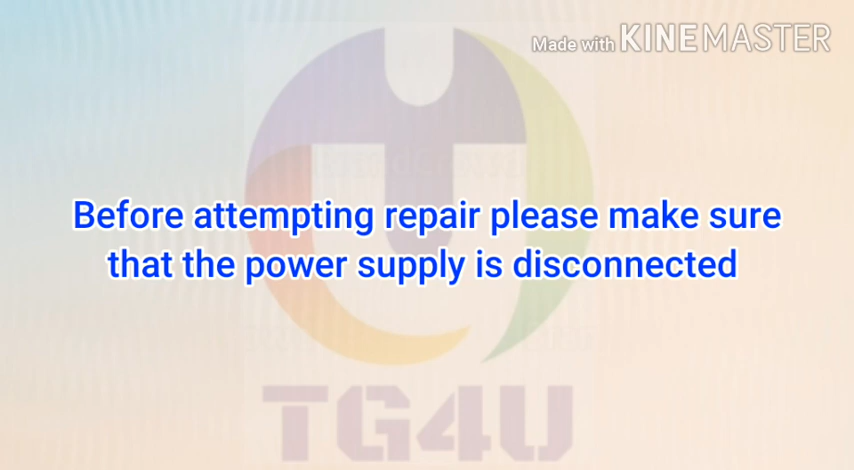 Made with KINEMASTER
Before attempting repair please make sure
that the power supply is disconnected
TG4U